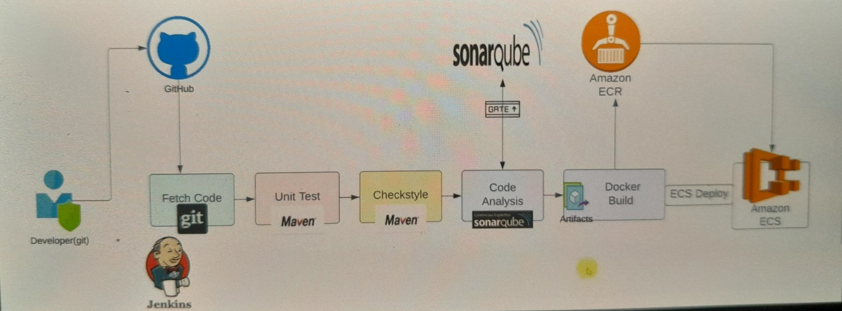 sonarqube
GitHub
GATE
Amazon
ECR
Fetch Code
git
Unit Test
Maven
Checkstyle
Maven
Code
Analysis
sonarqube
Artifacts
Docker
Build
ECS Deploy
Amazon
ECS
Developer(git)
Jenkins